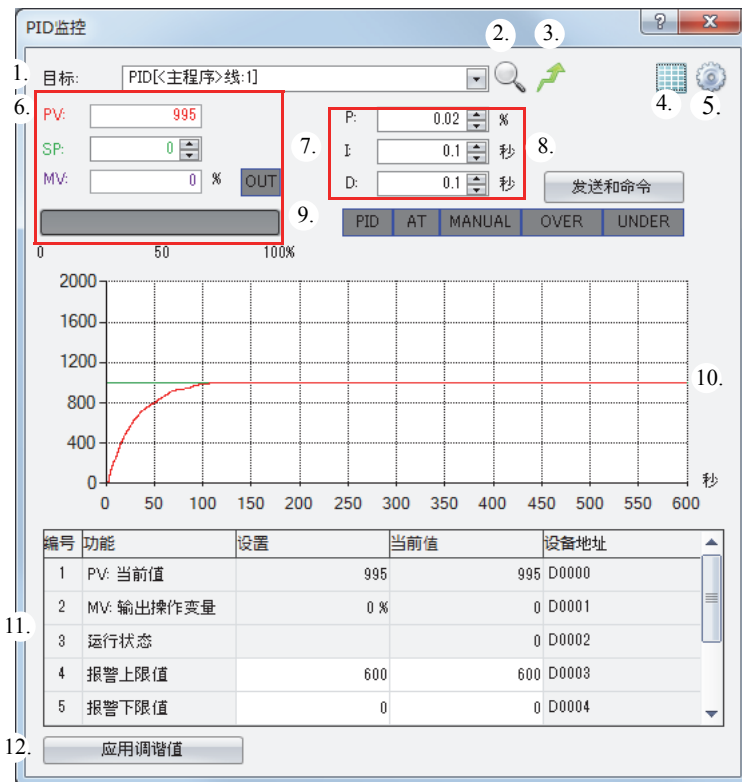 PID监控
2. 3.
1. 目标: PID[<主程序>线:1]
4. 5.
6. PV: 995
SP: 0
MV: 0 % OUT
7. P: 0.02 %
I: 0.1 秒 8.
D: 0.1 秒
发送和命令
9. PID AT MANUAL OVER UNDER
0 50 100%
2000
1600
1200
10.
800
400
0
秒
0 50 100 150 200 250 300 350 400 450 500 550 600
编号 功能 设置 当前值 设备地址
1 PV: 当前值 995 995 D0000
2 MV: 输出操作变量 0 % 0 D0001
11.
3 运行状态 0 D0002
4 报警上限值 600 600 D0003
5 报警下限值 0 0 D0004
12. 应用调谐值